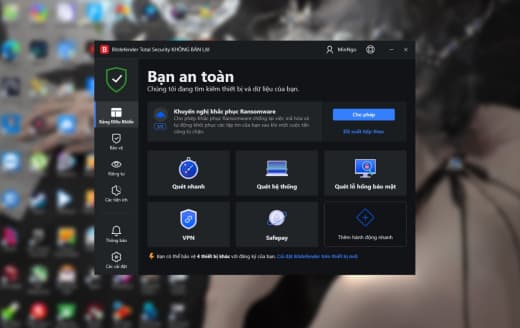 Bitdefender Total Security KHÔNG BÁN LẠI
MinNgo
Bạn an toàn
Chúng tôi đang tìm kiếm thiết bị và dữ liệu của bạn.
Bảng Điều Khiển
Bảo vệ
Riêng tư
Các tiện ích
Thông báo
Các cài đặt
Khuyến nghị khắc phục Ransomware
Cho phép khắc phục Ransomware chống lại việc mã hóa và
tự động khôi phục các tập tin của bạn sau khi một cuộc tấn
công bị chặn
Cho phép
Đề xuất tiếp theo
Quét nhanh
Quét hệ thống
Quét lỗ hổng bảo mật
VPN
Safepay
Thêm hành động nhanh
Bạn có thể bảo vệ 4 thiết bị khác với đăng ký của bạn. Cài đặt Bitdefender trên thiết bị mới